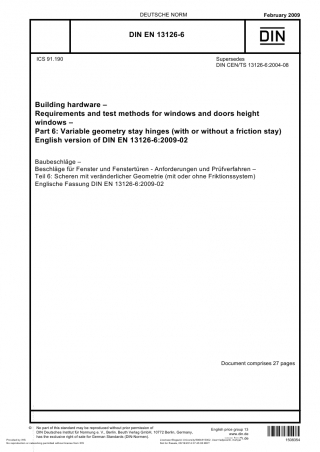 DEUTSCHE NORM
February 2009
DIN EN 13126-6
DIN
ICS 91.190
Supersedes
DIN CEN/TS 13126-6:2004-08
Building hardware –
Requirements and test methods for windows and doors height
windows –
Part 6: Variable geometry stay hinges (with or without a friction stay)
English version of DIN EN 13126-6:2009-02
Baubeschläge –
Beschläge für Fenster und Fenstertüren - Anforderungen und Prüfverfahren –
Teil 6: Scheren mit veränderlicher Geometrie (mit oder ohne Friktionssystem)
Englische Fassung DIN EN 13126-6:2009-02
Document comprises 27 pages
© No part of this standard may be reproduced without prior permission of
DIN Deutsches Institut für Normung e. V., Berlin. Beuth Verlag GmbH, 10772 Berlin, Germany,
has the exclusive right of sale for German Standards (DIN-Normen).
English price group 13
www.din.de